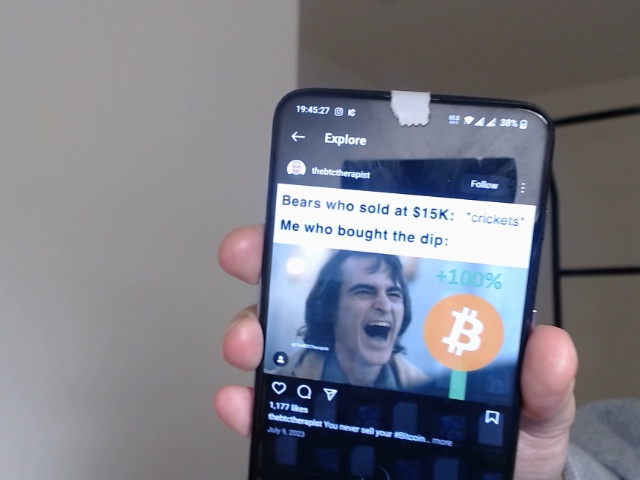 19:45:27 38%
Explore
thebtctherapist
Follow
Bears who sold at $15K: *crickets*
Me who bought the dip:
+100%
1,177 likes
thebtctherapist You never sell your #Bitcoin... more
July 9, 2023